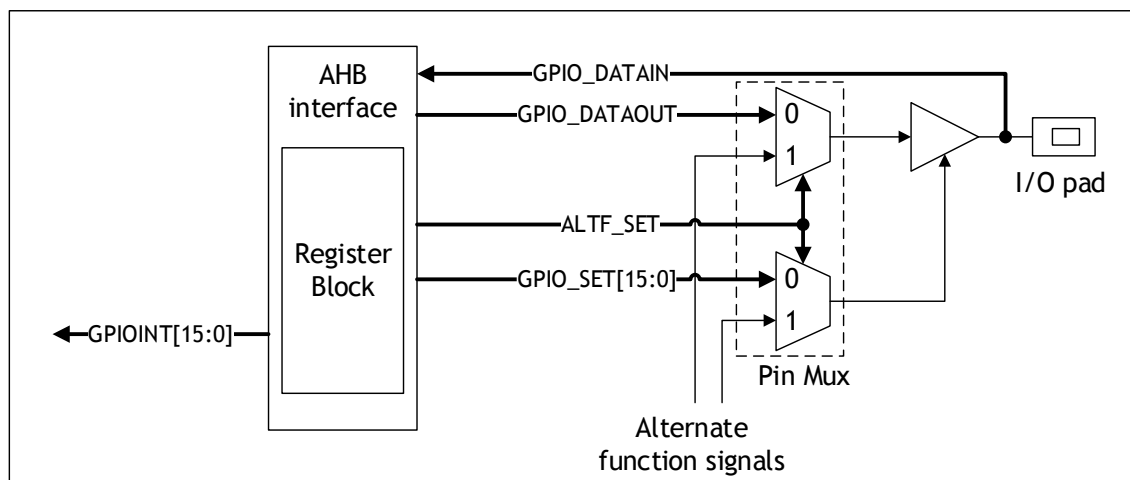 AHB
interface
GPIO_DATAIN
GPIO_DATAOUT
0
1
I/O pad
ALTF_SET
Register
Block
GPIO_SET[15:0]
0
1
GPIOINT[15:0]
Pin Mux
Alternate
function signals